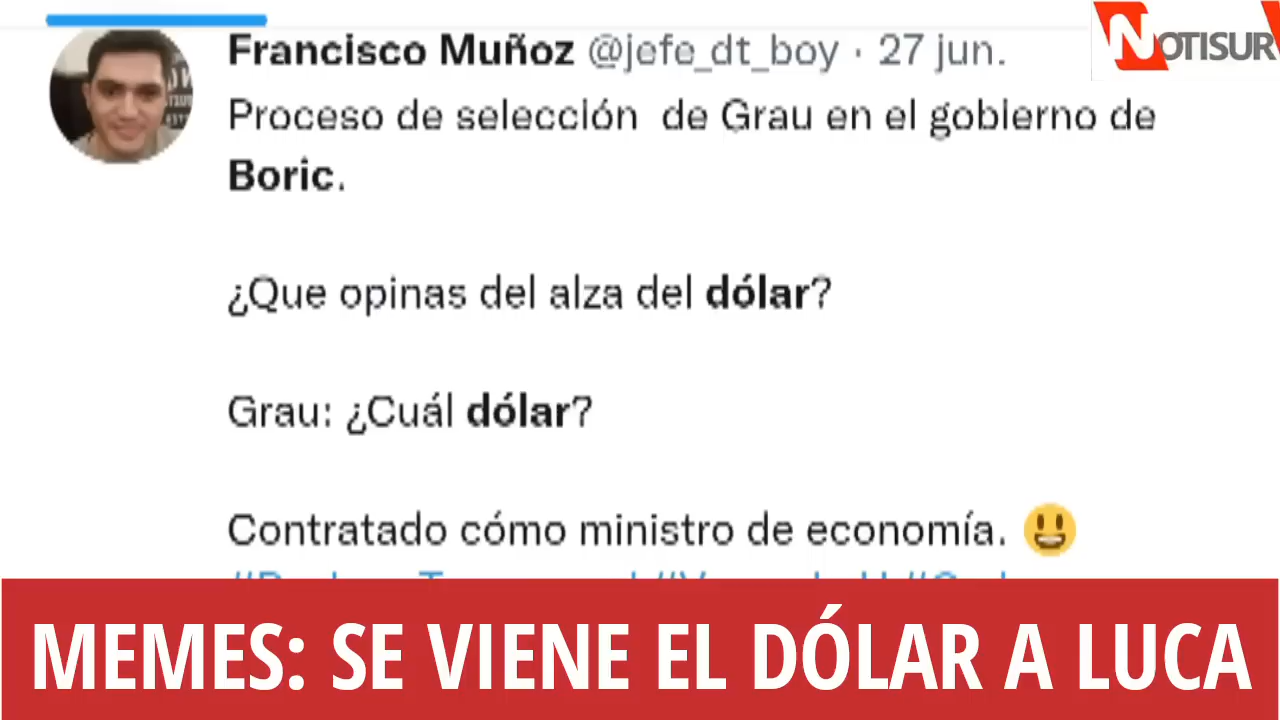 Francisco Muñoz @jefe_dt_boy · 27 jun.
NOTISUR
Proceso de selección de Grau en el gobierno de
Boric.
¿Que opinas del alza del dólar?
Grau: ¿Cuál dólar?
Contratado cómo ministro de economía. 😃
MEMES: SE VIENE EL DÓLAR A LUCA